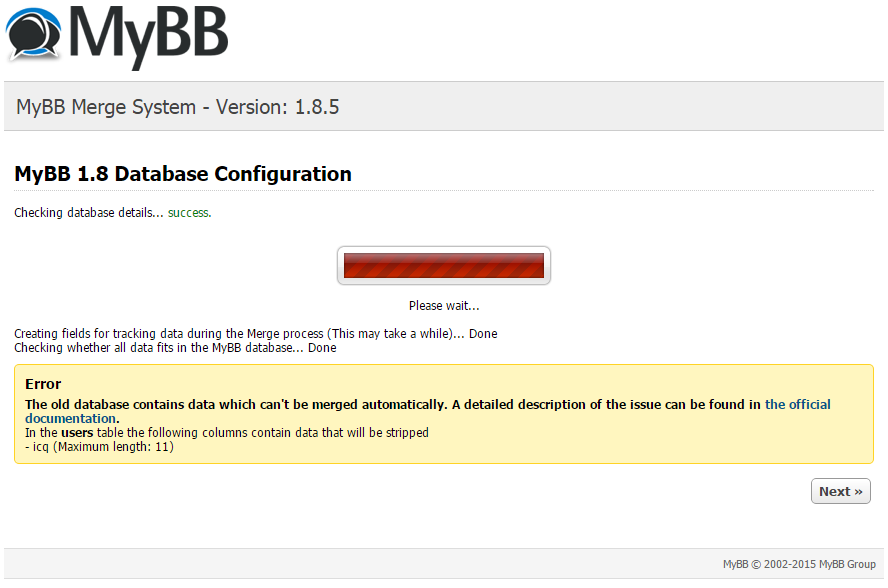 MyBB
MyBB Merge System - Version: 1.8.5
MyBB 1.8 Database Configuration
Checking database details... success.
Please wait...
Creating fields for tracking data during the Merge process (This may take a while)... Done
Checking whether all data fits in the MyBB database... Done
Error
The old database contains data which can't be merged automatically. A detailed description of the issue can be found in the official
documentation.
In the users table the following columns contain data that will be stripped
- icq (Maximum length: 11)
Next »
MyBB © 2002-2015 MyBB Group